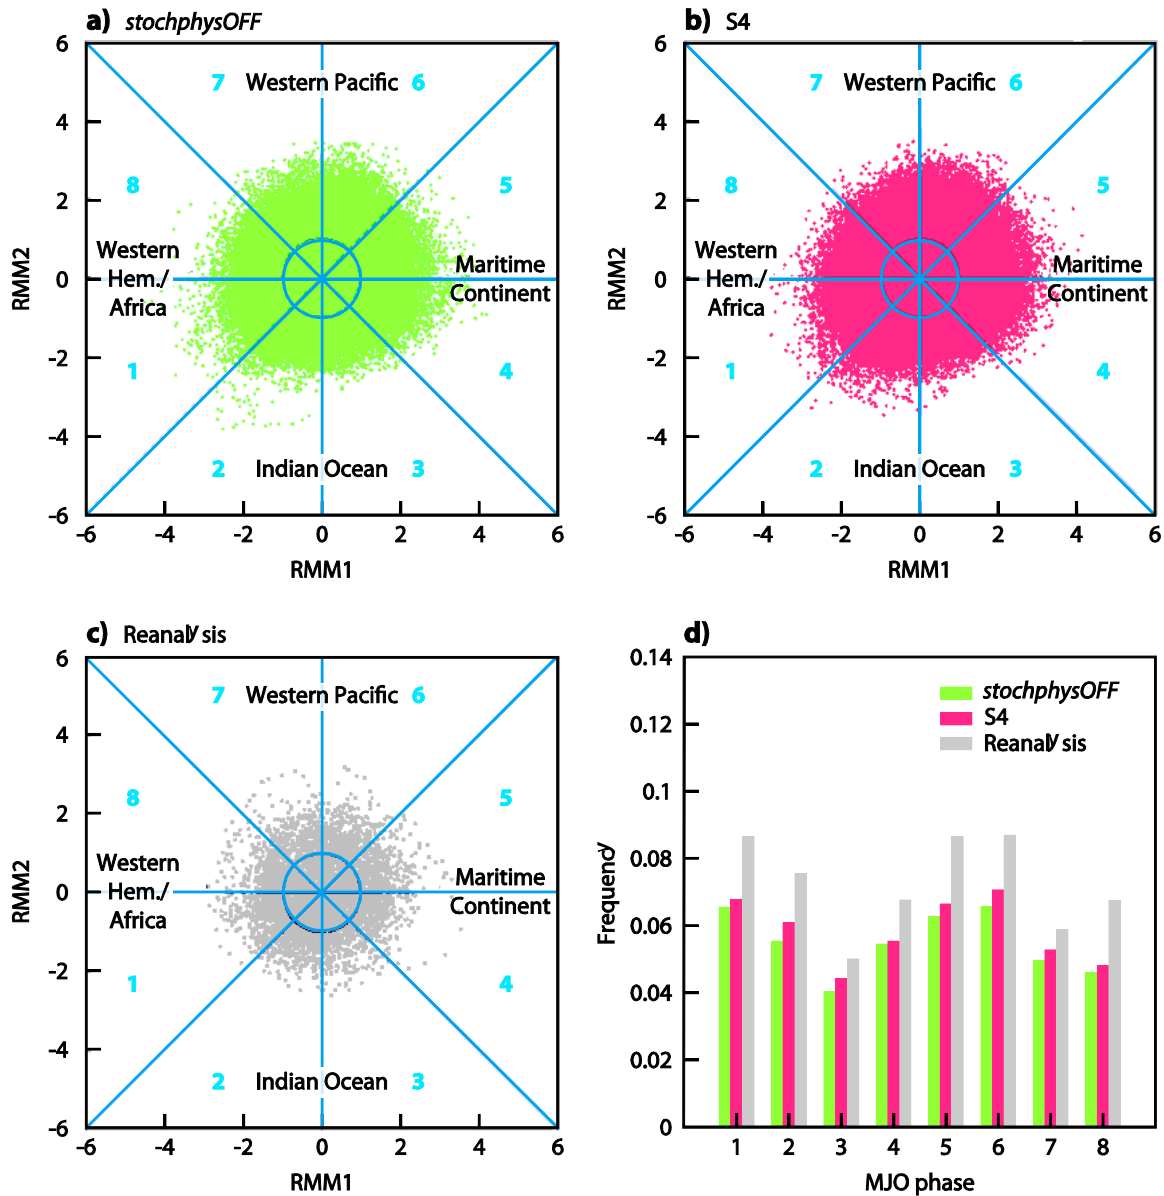 a) stochphysOFF
6
4
2
0
-2
-4
-6
-6 -4 -2 0 2 4 6
RMM2
RMM1
7 Western Pacific 6
8 5
Western
Hem./
Africa
Maritime
Continent
1 4
2 Indian Ocean 3
b) S4
6
4
2
0
-2
-4
-6
-6 -4 -2 0 2 4 6
RMM2
RMM1
7 Western Pacific 6
8 5
Western
Hem./
Africa
Maritime
Continent
1 4
2 Indian Ocean 3
c) Reanaly sis
6
4
2
0
-2
-4
-6
-6 -4 -2 0 2 4 6
RMM2
RMM1
7 Western Pacific 6
8 5
Western
Hem./
Africa
Maritime
Continent
1 4
2 Indian Ocean 3
d)
0.14
0.12
0.1
0.08
0.06
0.04
0.02
0
Frequency
stochphysOFF
S4
Reanaly sis
1 2 3 4 5 6 7 8
MJO phase